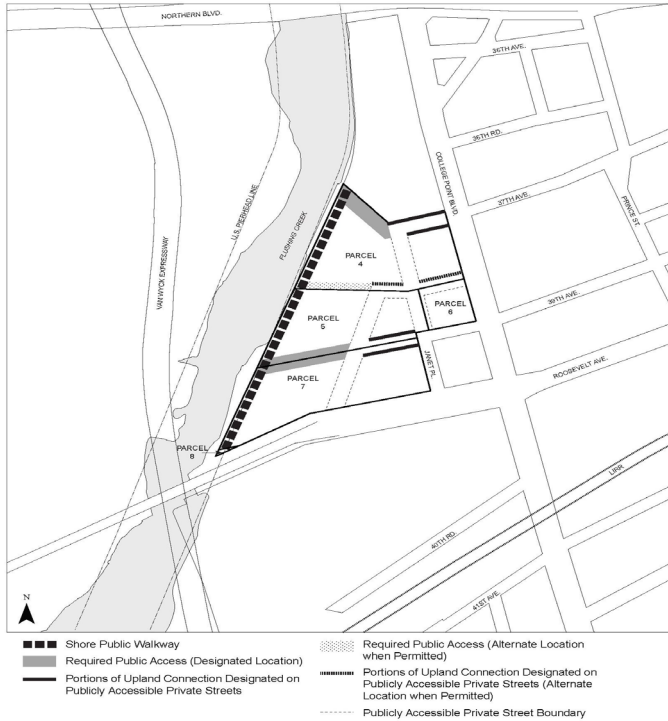 NORTHERN BLVD.
36TH AVE.
36TH RD.
COLLEGE POINT BLVD.
37TH AVE.
PRINCE ST.
U.S. PIERHEAD LINE
FLUSHING CREEK
VAN WYCK EXPRESSWAY
PARCEL
4
39TH AVE.
PARCEL
6
PARCEL
5
JANET PL.
ROOSEVELT AVE.
PARCEL
7
PARCEL
8
LIRR
40TH RD.
41ST AVE.
N
Shore Public Walkway
Required Public Access (Designated Location)
Portions of Upland Connection Designated on
Publicly Accessible Private Streets
Required Public Access (Alternate Location
when Permitted)
Portions of Upland Connection Designated on
Publicly Accessible Private Streets (Alternate
Location when Permitted)
Publicly Accessible Private Street Boundary